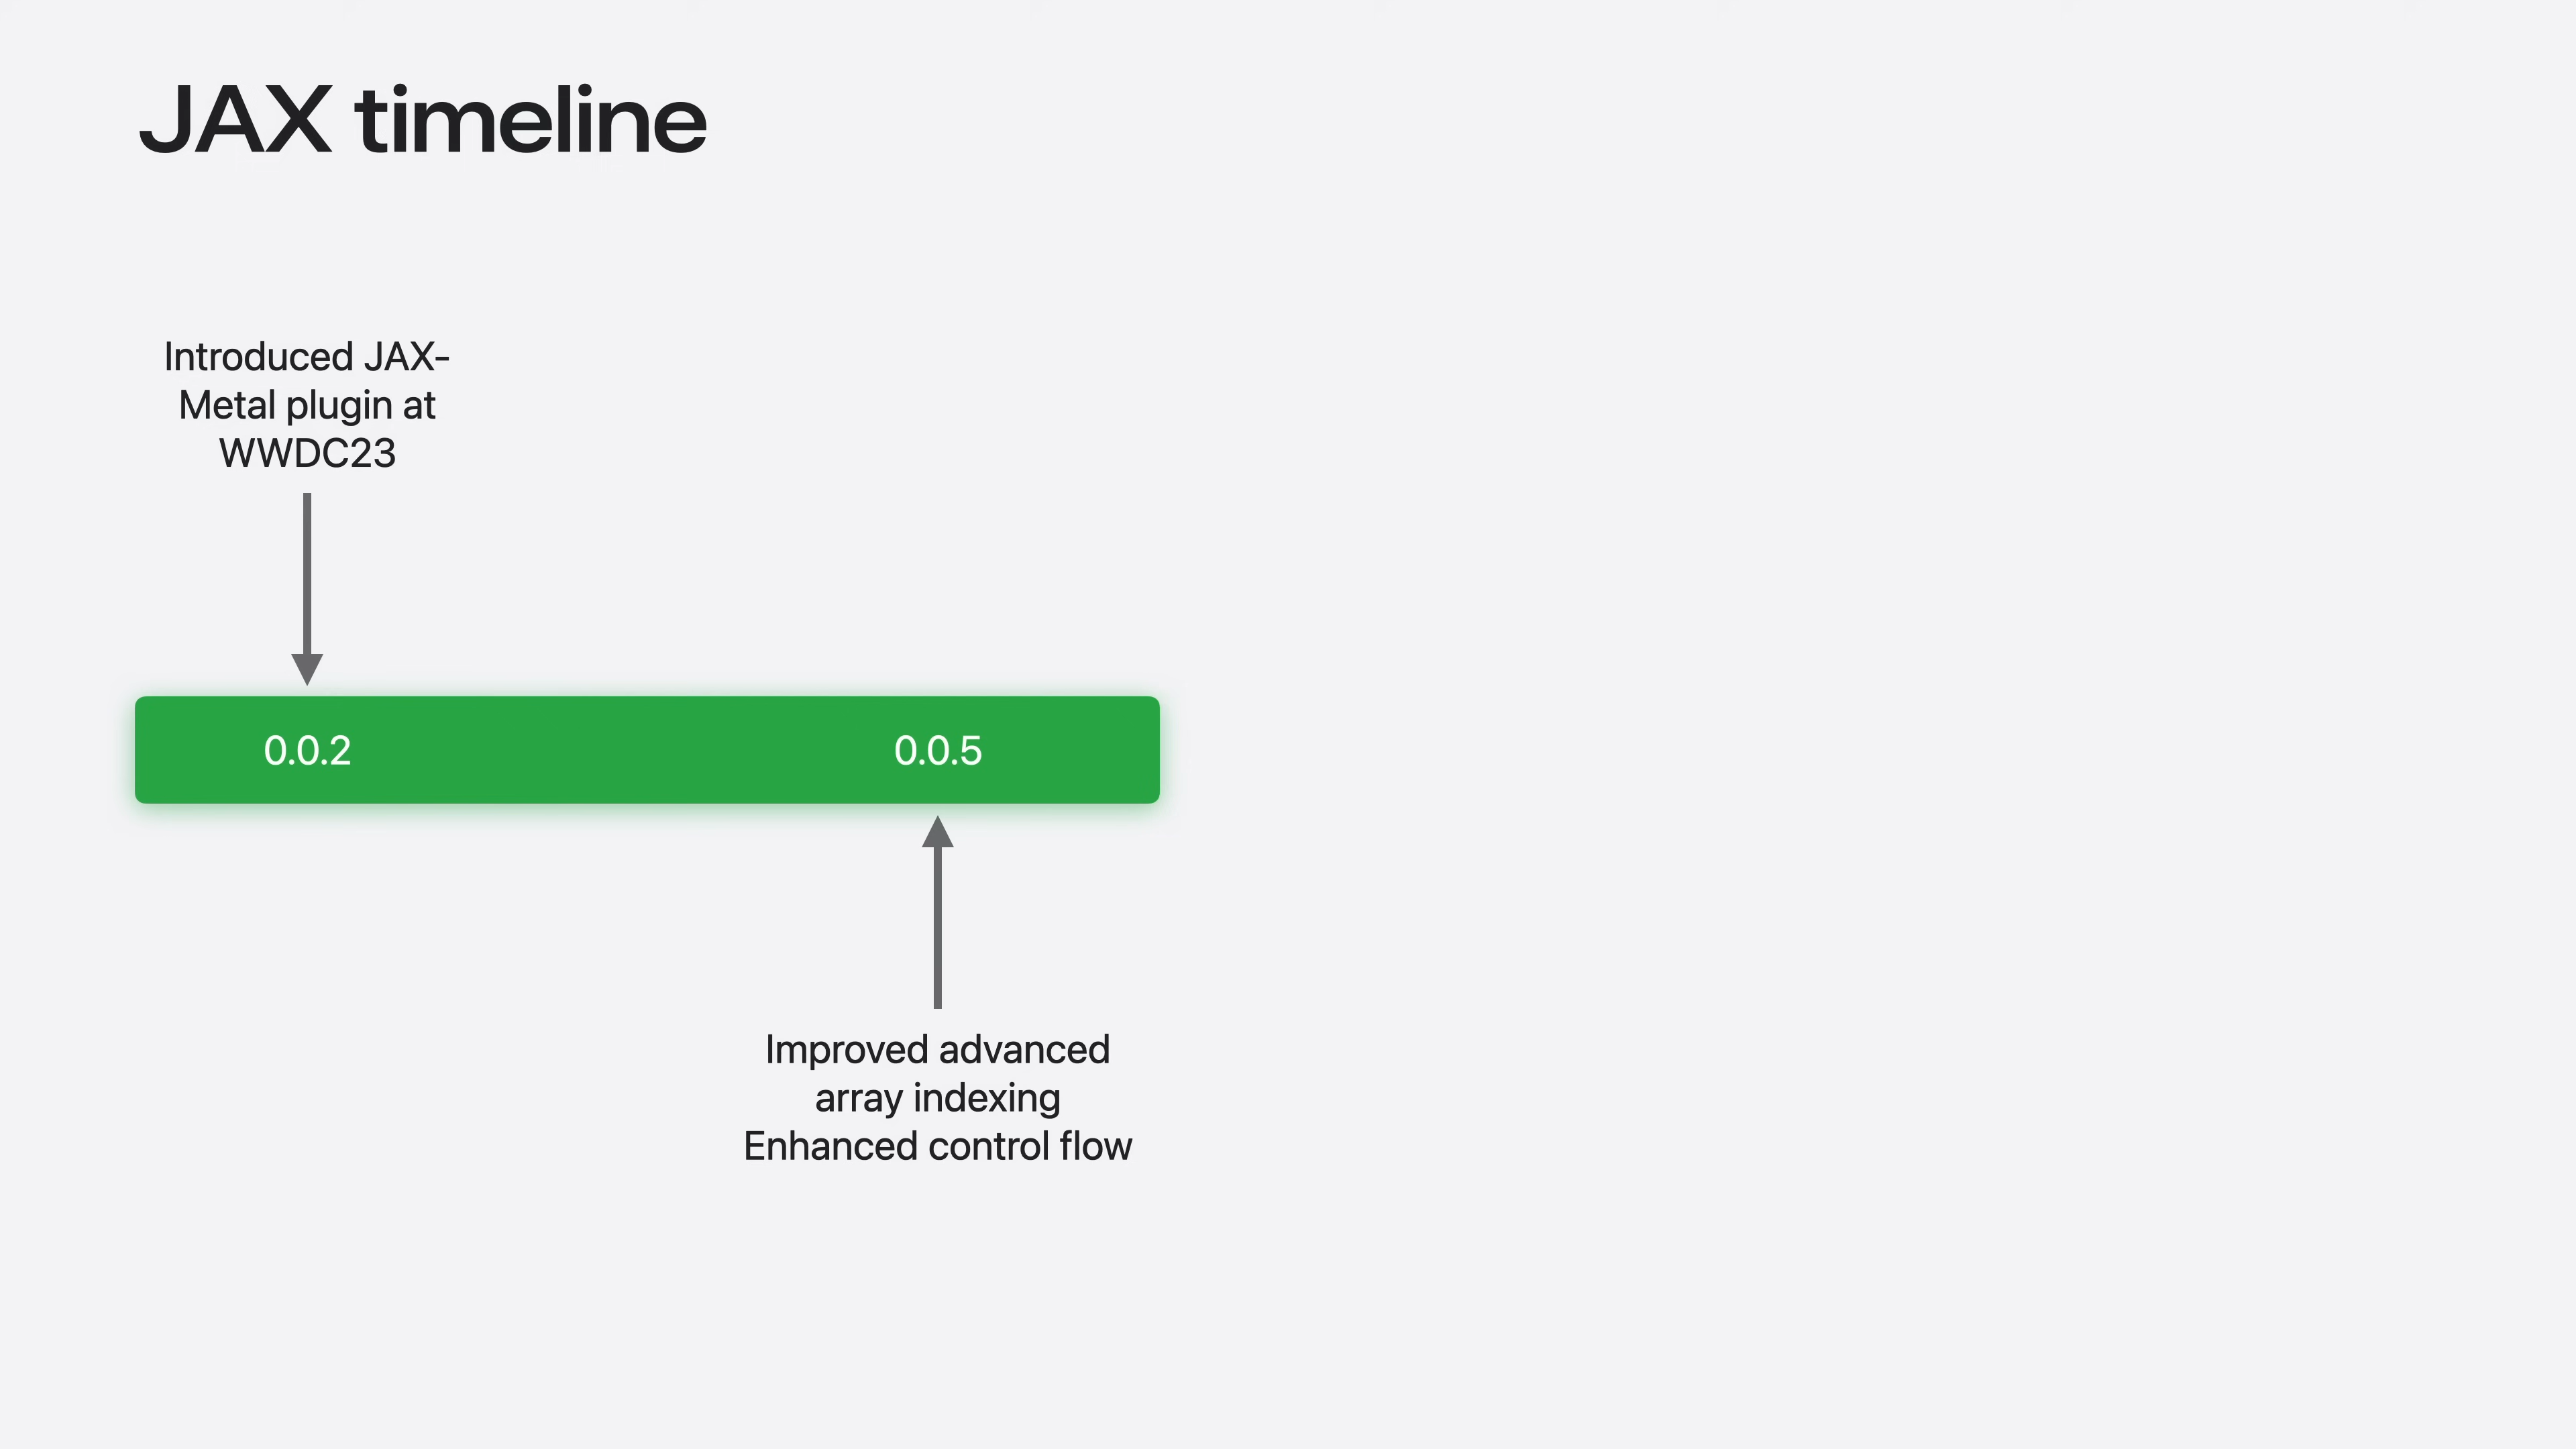 JAX timeline
Introduced JAX-
Metal plugin at
WWDC23
0.0.2
0.0.5
Improved advanced
array indexing
Enhanced control flow